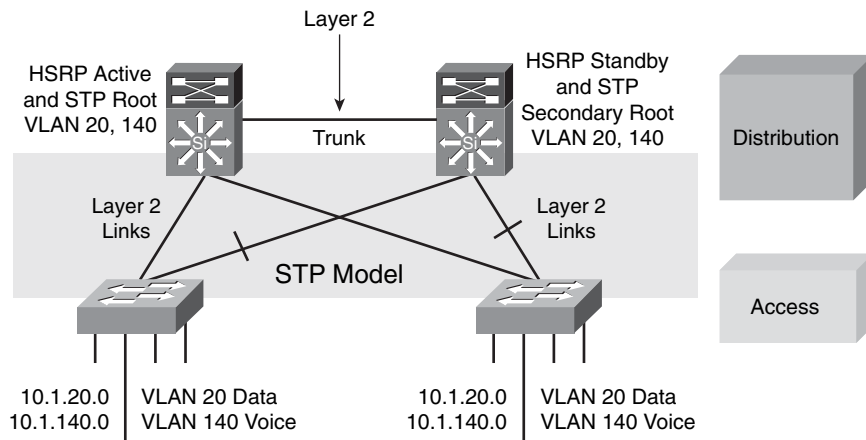 Layer 2
HSRP Active
and STP Root
VLAN 20, 140
HSRP Standby
and STP
Secondary Root
VLAN 20, 140
Si
Si
Trunk
Distribution
Layer 2
Links
Layer 2
Links
STP Model
Access
10.1.20.0 VLAN 20 Data
10.1.140.0 VLAN 140 Voice
10.1.20.0 VLAN 20 Data
10.1.140.0 VLAN 140 Voice